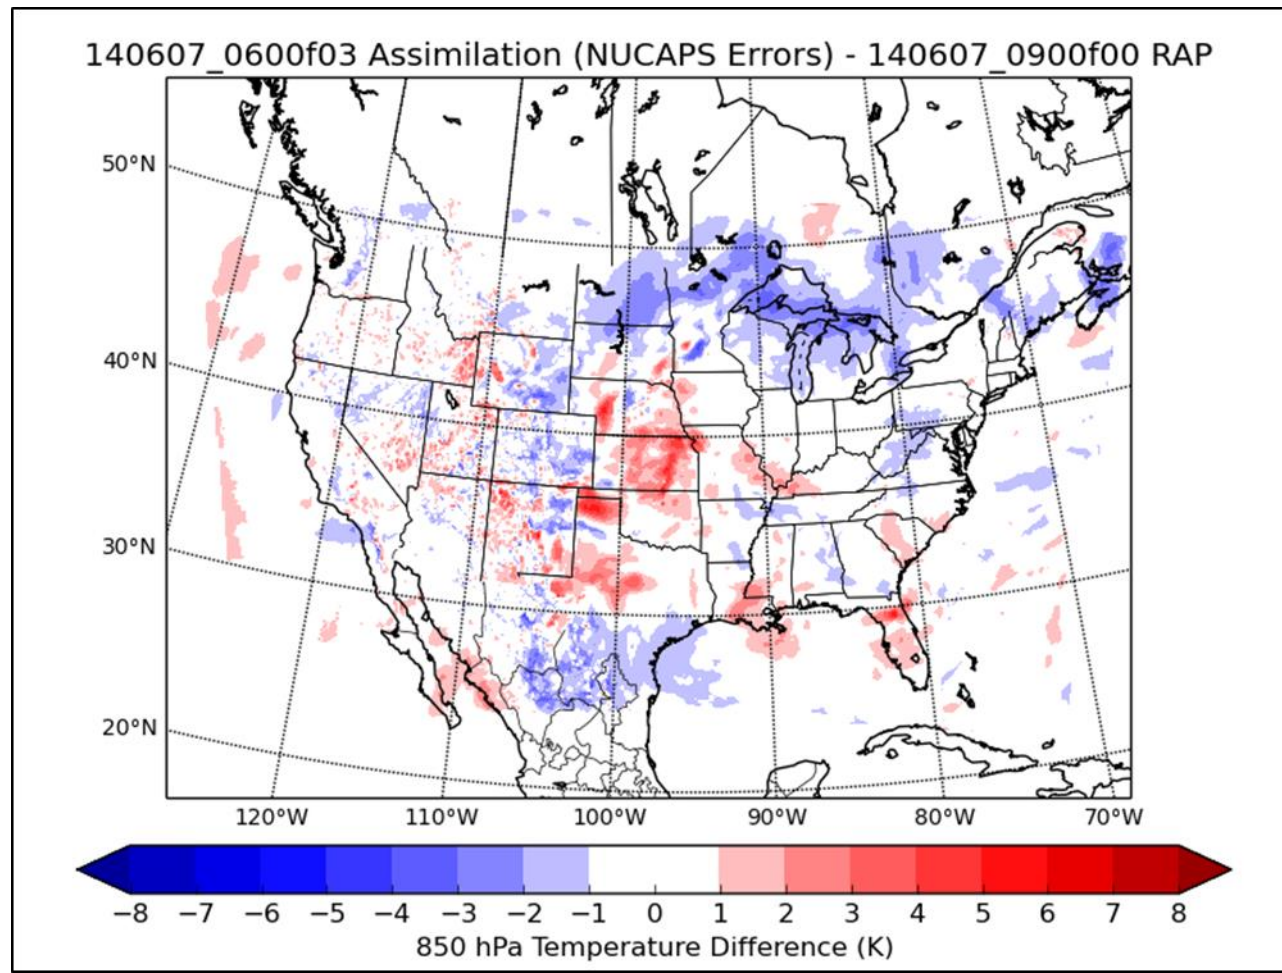 140607_0600f03 Assimilation (NUCAPS Errors) - 140607_0900f00 RAP
50°N
40°N
30°N
20°N
120°W 110°W 100°W 90°W 80°W 70°W
−8 −7 −6 −5 −4 −3 −2 −1 0 1 2 3 4 5 6 7 8
850 hPa Temperature Difference (K)